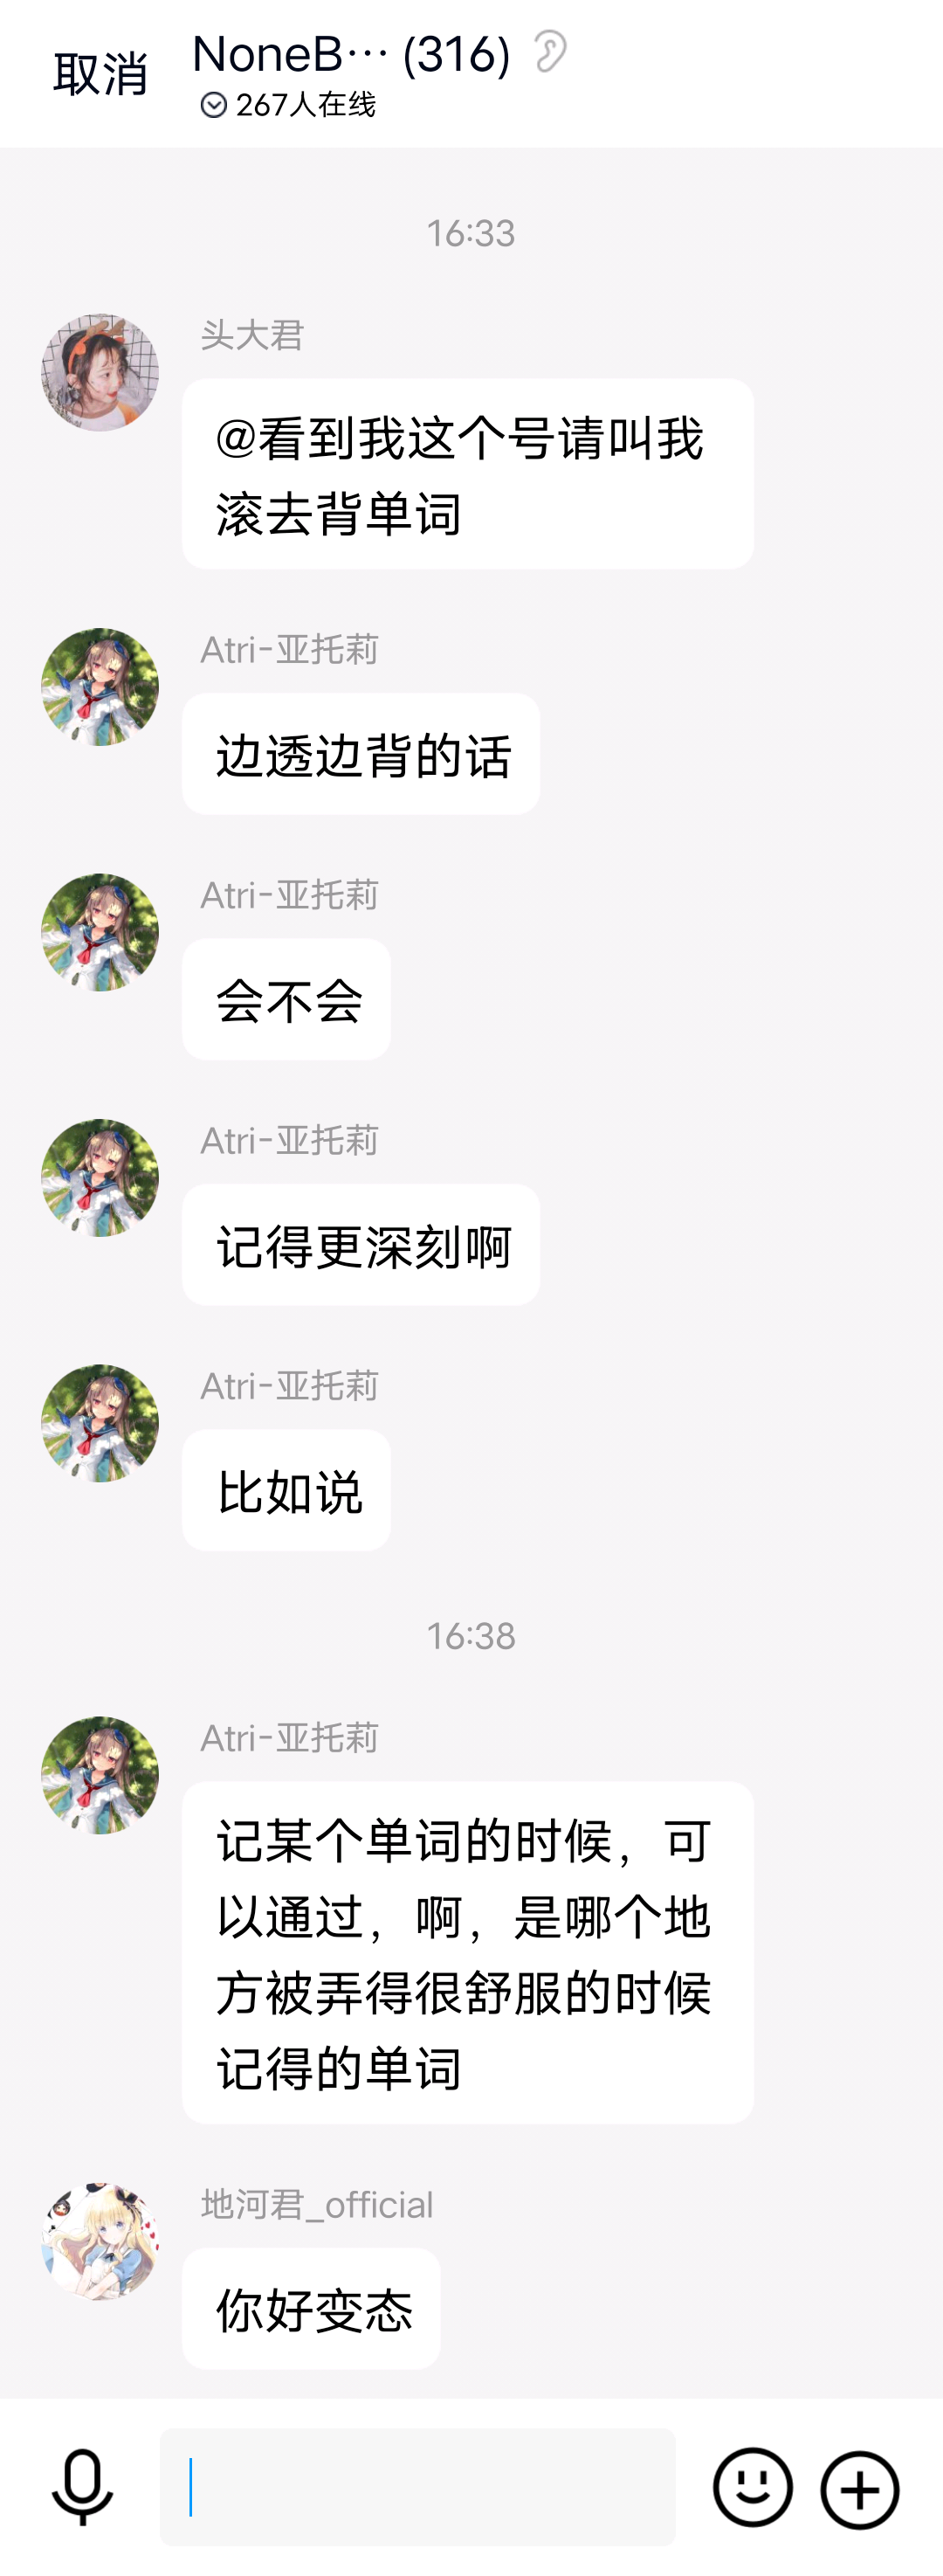 取消
NoneB… (316)
267人在线
16:33
头大君
@看到我这个号请叫我
滚去背单词
Atri-亚托莉
边透边背的话
Atri-亚托莉
会不会
Atri-亚托莉
记得更深刻啊
Atri-亚托莉
比如说
16:38
Atri-亚托莉
记某个单词的时候，可
以通过，啊，是哪个地
方被弄得很舒服的时候
记得的单词
地河君_official
你好变态